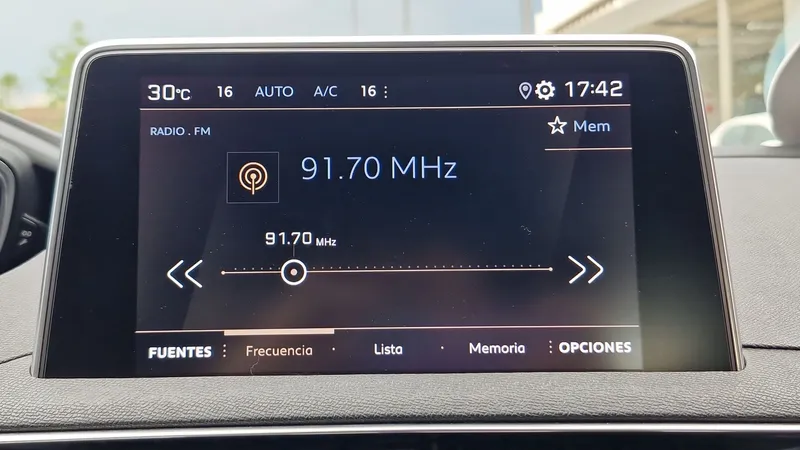 30°C 16 AUTO A/C 16 17:42
RADIO . FM
Mem
91.70 MHz
91.70 MHz
FUENTES Frecuencia Lista Memoria OPCIONES